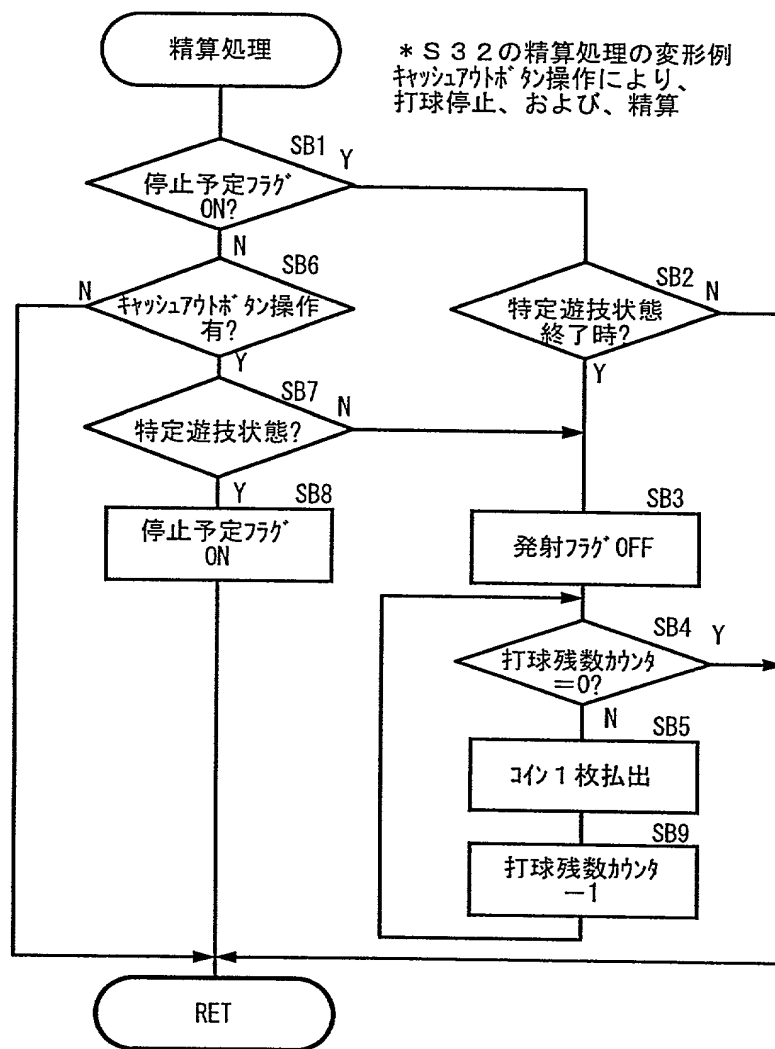 精算処理
*S32の精算処理の変形例
キャッシュアウトボタン操作により、
打球停止、および、精算
SB1
Y
停止予定フラグ
ON?
N
SB6
N
キャッシュアウトボタン操作
有?
Y
SB2
N
特定遊技状態
終了時?
Y
SB7
N
特定遊技状態?
Y
SB8
停止予定フラグ
ON
SB3
発射フラグOFF
SB4
Y
打球残数カウンタ
=0?
N
SB5
コイン1枚払出
SB9
打球残数カウンタ
-1
RET